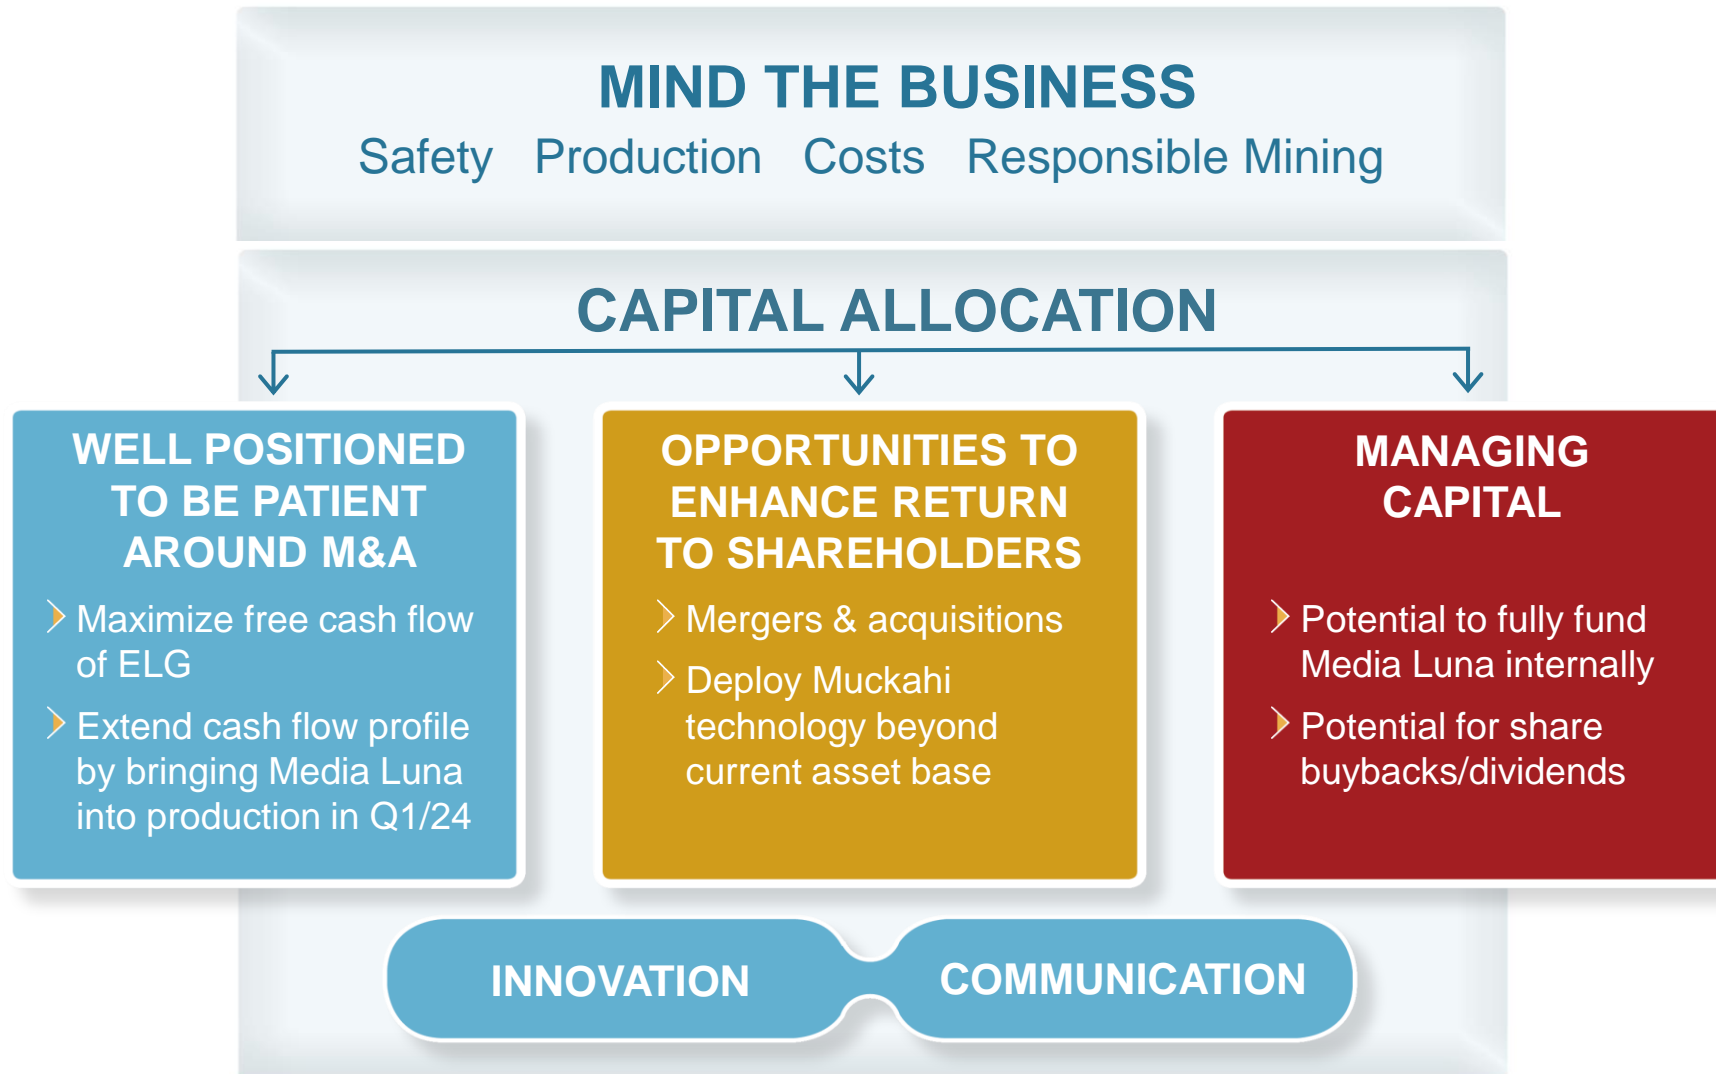 MIND THE BUSINESS
Safety Production Costs Responsible Mining
CAPITAL ALLOCATION
WELL POSITIONED
TO BE PATIENT
AROUND M&A
Maximize free cash flow
of ELG
Extend cash flow profile
by bringing Media Luna
into production in Q1/24
OPPORTUNITIES TO
ENHANCE RETURN
TO SHAREHOLDERS
Mergers & acquisitions
Deploy Muckahi
technology beyond
current asset base
MANAGING
CAPITAL
Potential to fully fund
Media Luna internally
Potential for share
buybacks/dividends
INNOVATION
COMMUNICATION